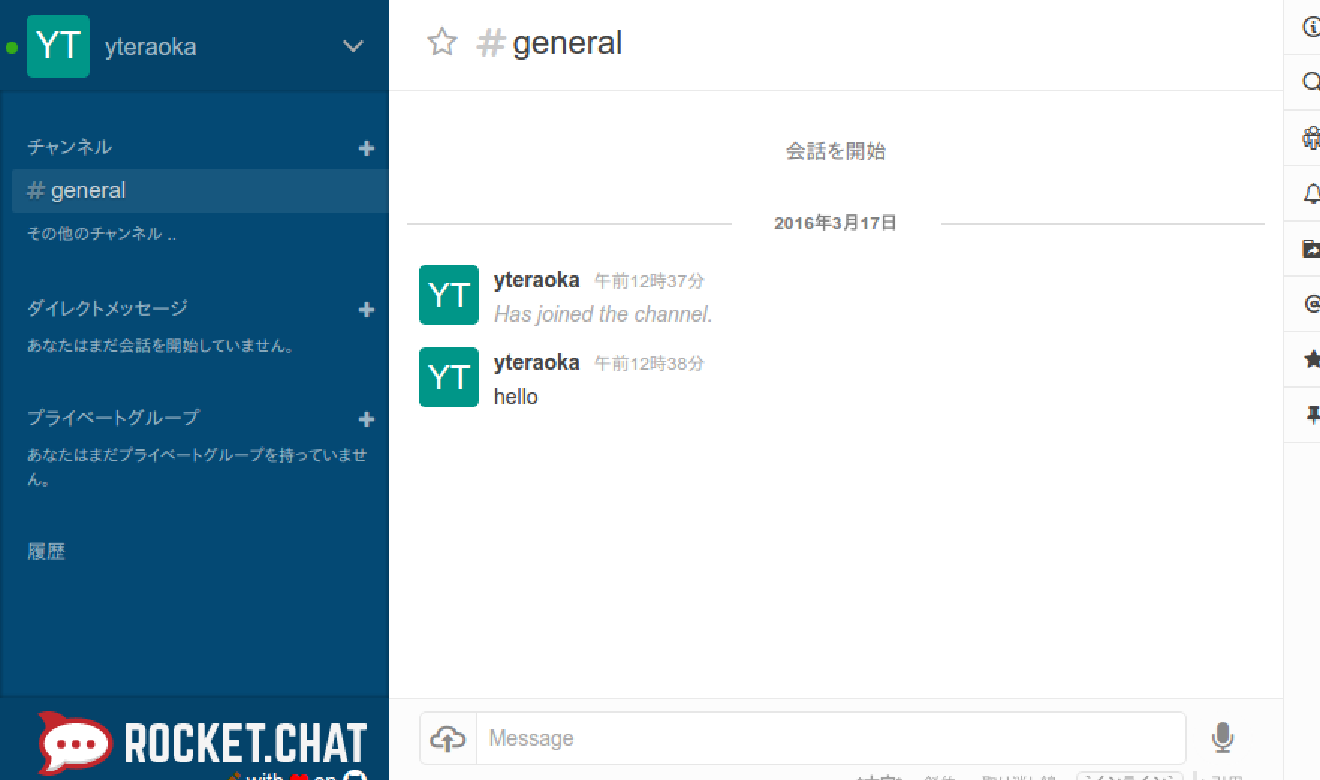 YT yteraoka
チャンネル
# general
その他のチャンネル ..
ダイレクトメッセージ
あなたはまだ会話を開始していません。
プライベートグループ
あなたはまだプライベートグループを持っていませ
ん。
履歴
ROCKET.CHAT
with on
# general
会話を開始
2016年3月17日
YT yteraoka 午前12時37分
Has joined the channel.
YT yteraoka 午前12時38分
hello
Message